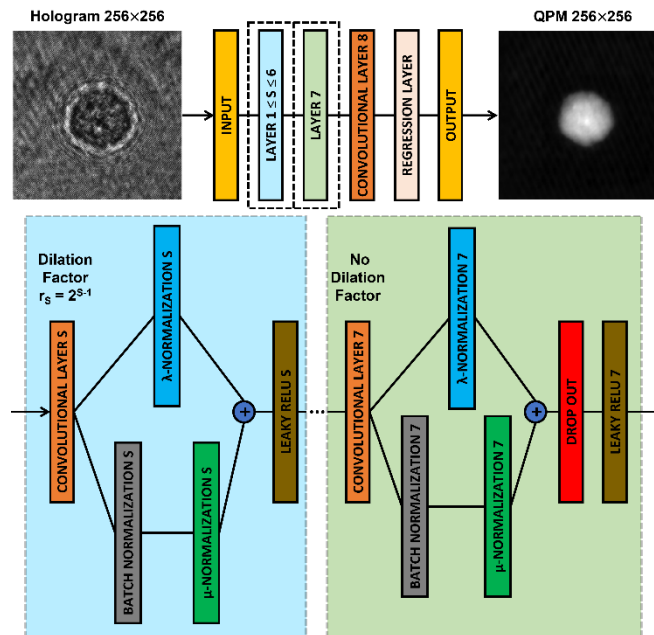 Hologram 256×256
QPM 256×256
INPUT
LAYER 1 ≤ S ≤ 6
LAYER 7
CONVOLUTIONAL LAYER 8
REGRESSION LAYER
OUTPUT
Dilation
Factor
rS = 2S-1
CONVOLUTIONAL LAYER S
λ-NORMALIZATION S
BATCH NORMALIZATION S
μ-NORMALIZATION S
+
LEAKY RELU S
...
No
Dilation
Factor
CONVOLUTIONAL LAYER 7
λ-NORMALIZATION 7
BATCH NORMALIZATION 7
μ-NORMALIZATION 7
+
DROP OUT
LEAKY RELU 7